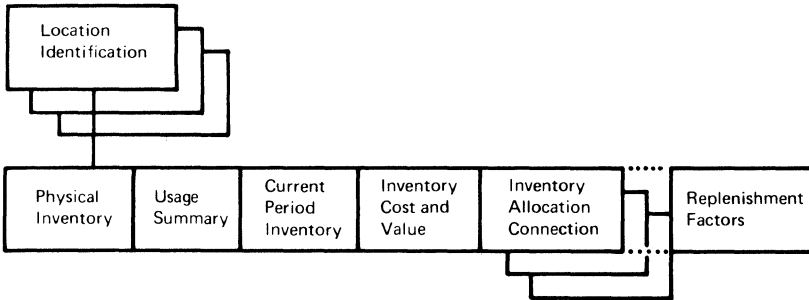 Location
Identification
Physical
Inventory
Usage
Summary
Current
Period
Inventory
Inventory
Cost and
Value
Inventory
Allocation
Connection
Replenishment
Factors